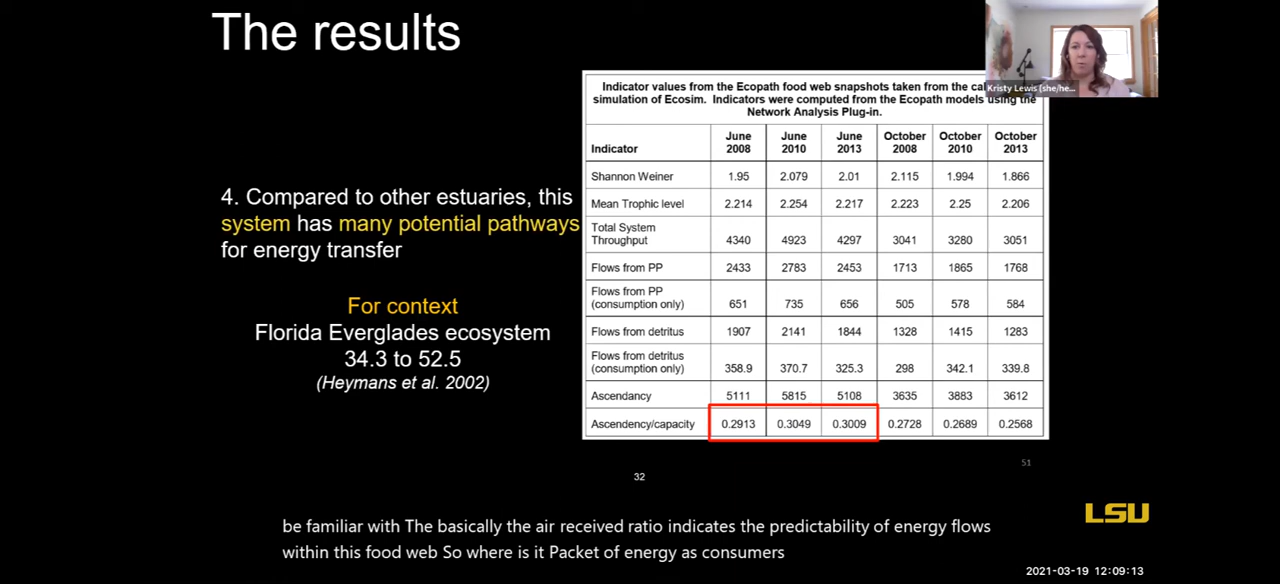 The results
Kristy Lewis (she/he...
4. Compared to other estuaries, this
system has many potential pathways
for energy transfer
For context
Florida Everglades ecosystem
34.3 to 52.5
(Heymans et al. 2002)
Indicator values from the Ecopath food web snapshots taken from the ca
simulation of Ecosim. Indicators were computed from the Ecopath models using the
Network Analysis Plug-in.
Indicator June 2008 June 2010 June 2013 October 2008 October 2010 October 2013
Shannon Weiner 1.95 2.079 2.01 2.115 1.994 1.866
Mean Trophic level 2.214 2.254 2.217 2.223 2.25 2.206
Total System Throughput 4340 4923 4297 3041 3280 3051
Flows from PP 2433 2783 2453 1713 1865 1768
Flows from PP (consumption only) 651 735 656 505 578 584
Flows from detritus 1907 2141 1844 1328 1415 1283
Flows from detritus (consumption only) 358.9 370.7 325.3 298 342.1 339.8
Ascendancy 5111 5815 5108 3635 3883 3612
Ascendency/capacity 0.2913 0.3049 0.3009 0.2728 0.2689 0.2568
51
32
LSU
be familiar with The basically the air received ratio indicates the predictability of energy flows
within this food web So where is it Packet of energy as consumers
2021-03-19 12:09:13